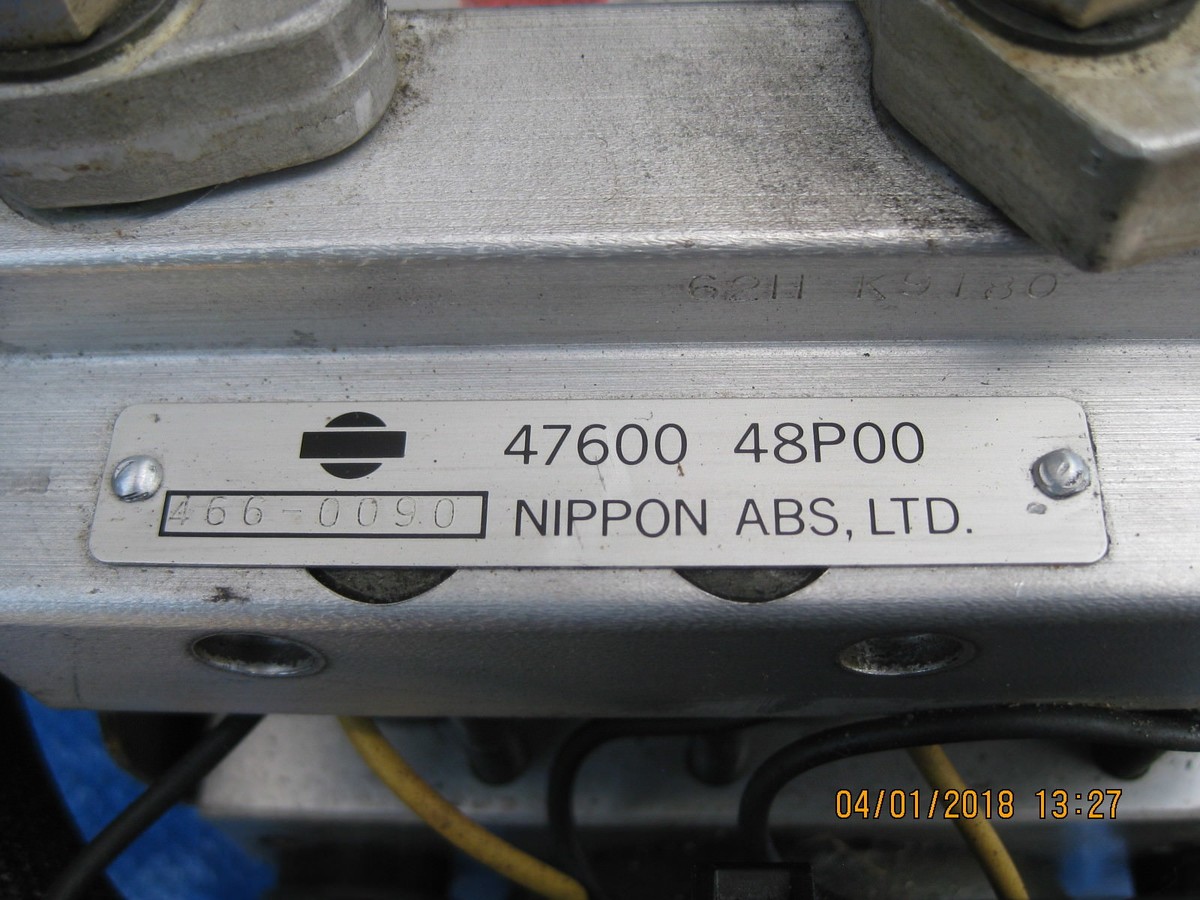 62H K9180
47600 48P00
466-0090
NIPPON ABS, LTD.
04/01/2018 13:27